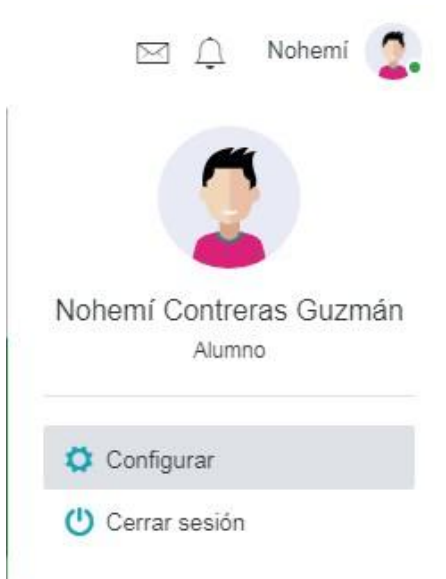 Nohemí
Nohemí Contreras Guzmán
Alumno
Configurar
Cerrar sesión